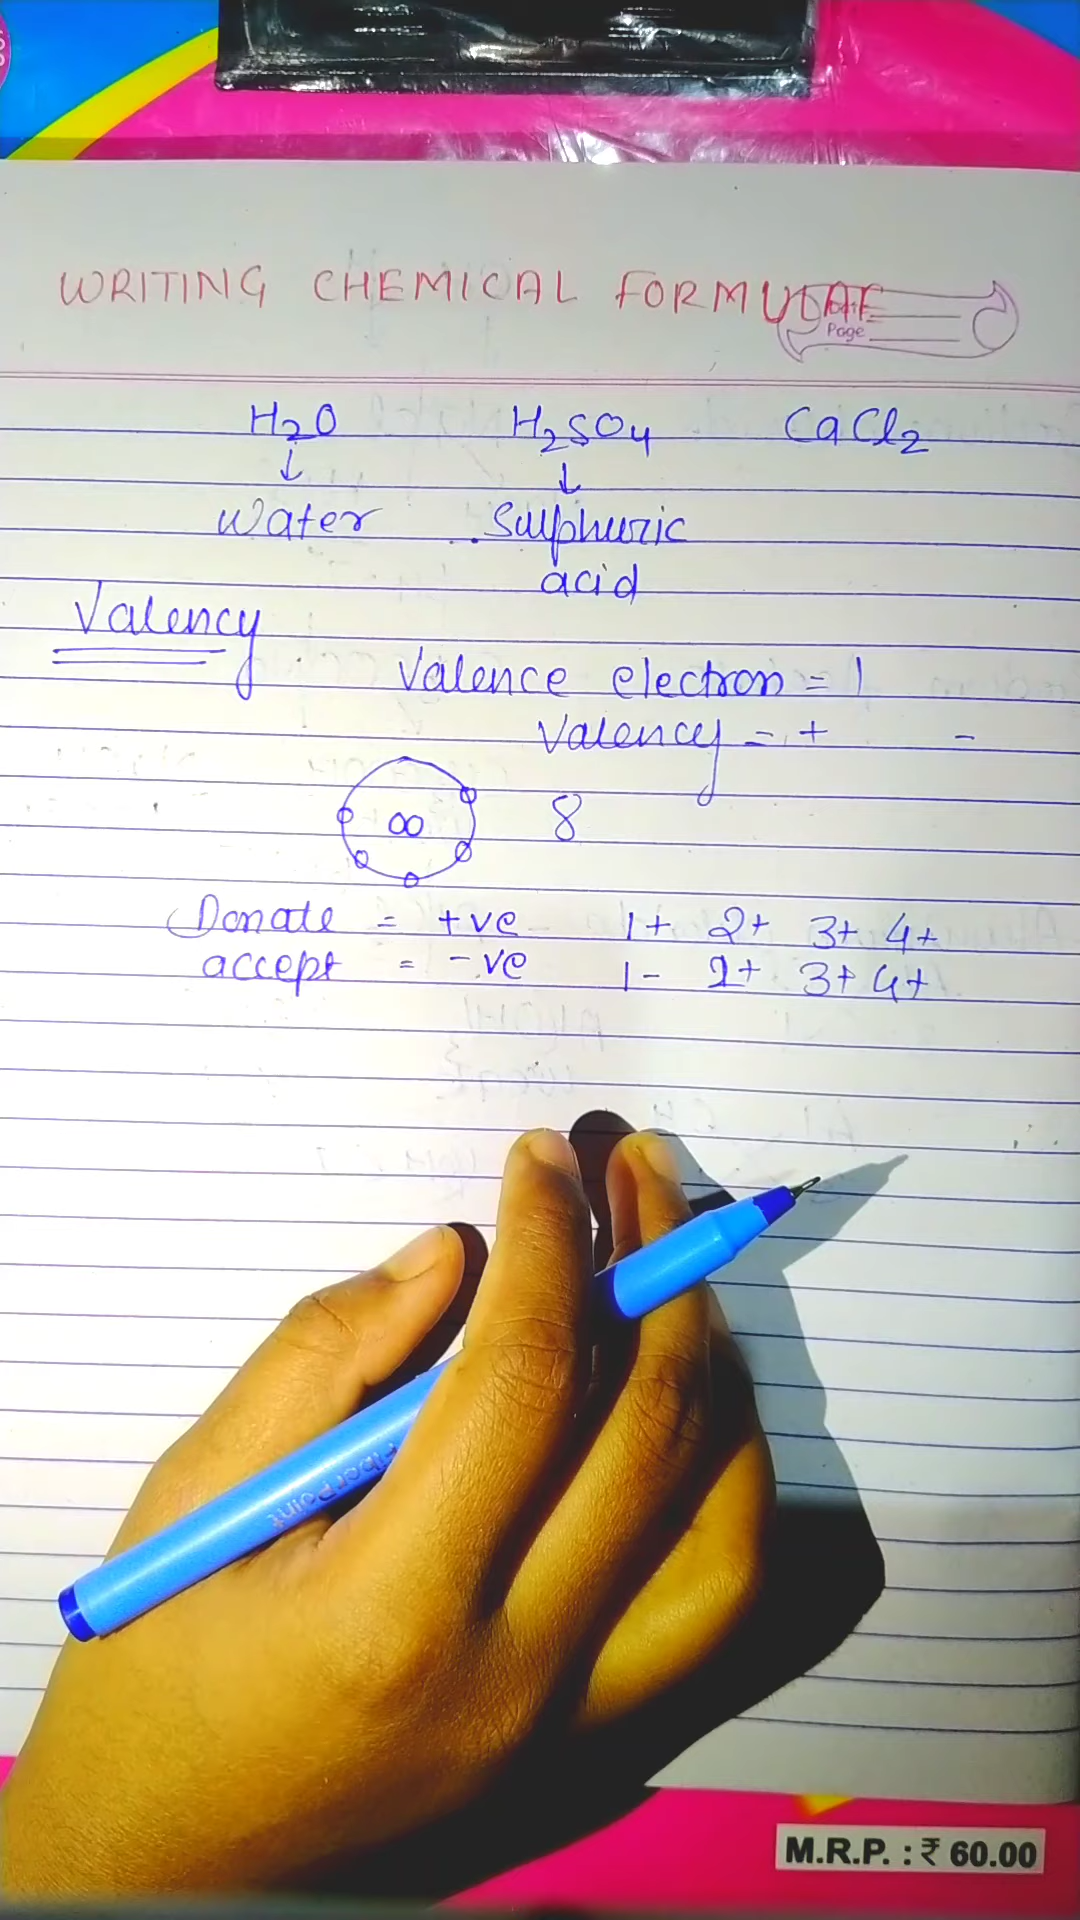 WRITING CHEMICAL FORMULAE
Page
H2O H2SO4 CaCl2
↓ ↓
Water Sulphuric
acid
Valency
Valence electron = 1
Valency = + -
8
Donate = +ve 1+ 2+ 3+ 4+
accept = -ve 1- 2+ 3+ 4+
FiberPoint
M.R.P. : ₹ 60.00